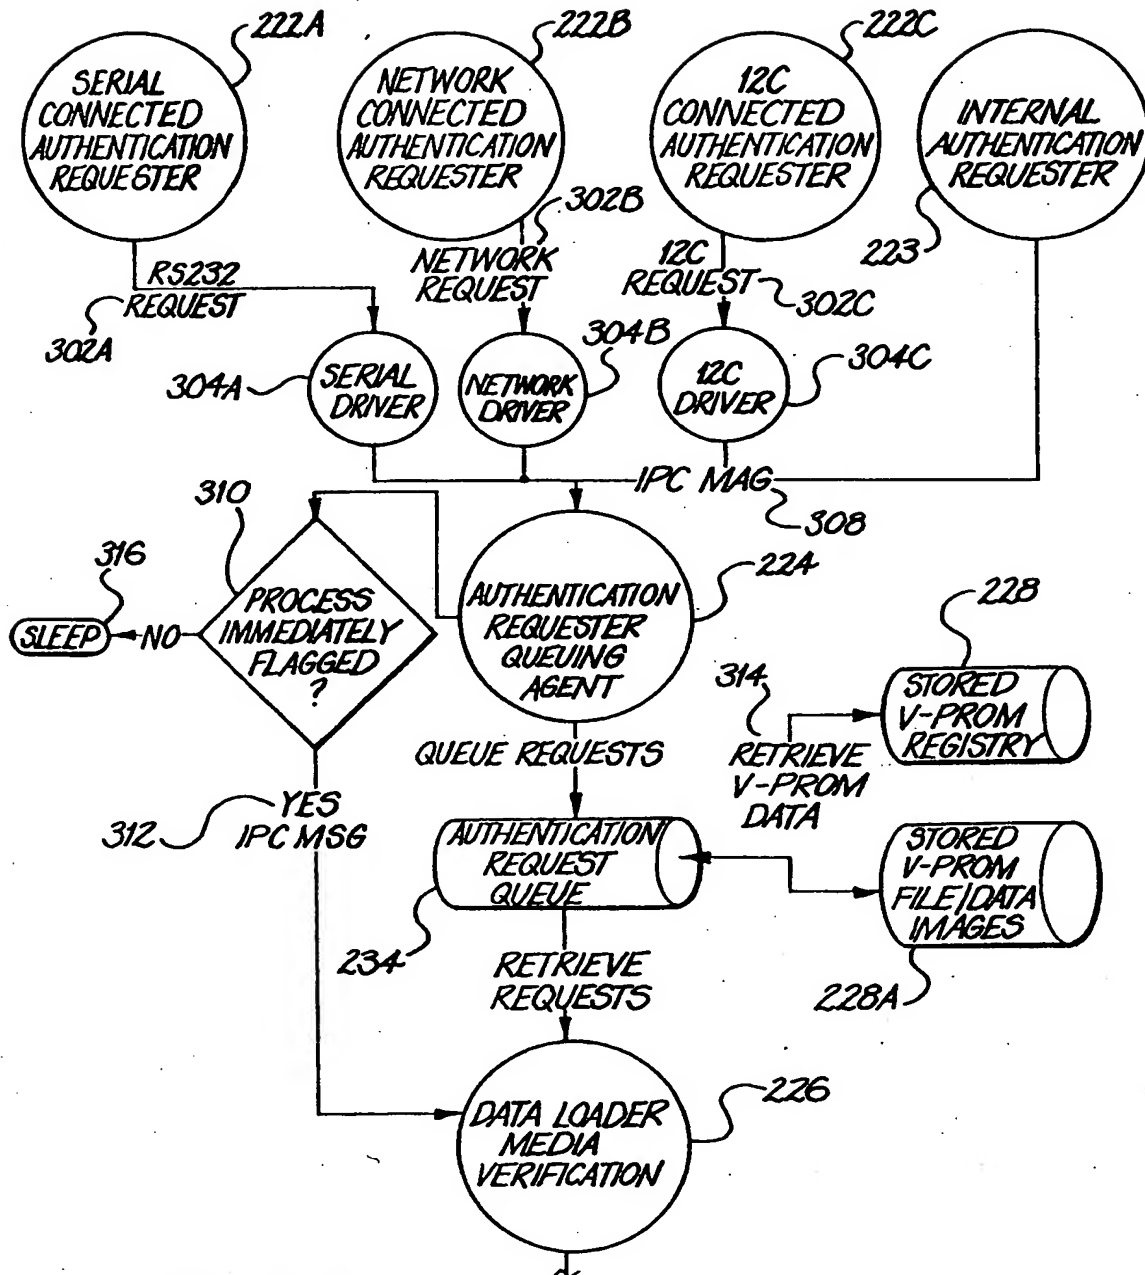 222A
222B
222C
SERIAL
CONNECTED
AUTHENTICATION
REQUESTER
NETWORK
CONNECTED
AUTHENTICATION
REQUESTER
12C
CONNECTED
AUTHENTICATION
REQUESTER
INTERNAL
AUTHENTICATION
REQUESTER
223
RS232
REQUEST
302A
302B
NETWORK
REQUEST
12C
REQUEST
302C
304A
SERIAL
DRIVER
NETWORK
DRIVER
304B
12C
DRIVER
304C
IPC MAG
308
310
316
SLEEP
NO
PROCESS
IMMEDIATELY
FLAGGED
?
AUTHENTICATION
REQUESTER
QUEUING
AGENT
224
228
STORED
V-PROM
REGISTRY
314
RETRIEVE
V-PROM
DATA
QUEUE REQUESTS
312
YES
IPC MSG
AUTHENTICATION
REQUEST
QUEUE
234
STORED
V-PROM
FILE/DATA
IMAGES
228A
RETRIEVE
REQUESTS
DATA LOADER
MEDIA
VERIFICATION
226